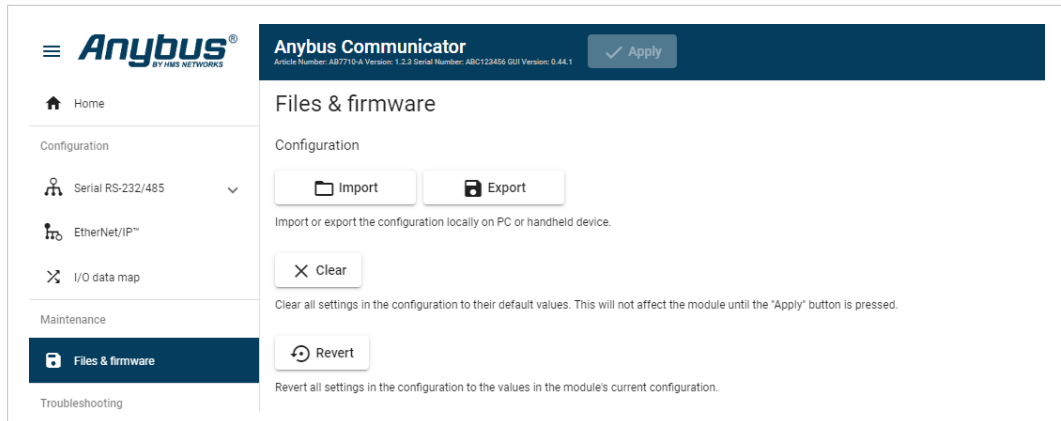 Anybus®
BY HMS NETWORKS
Anybus Communicator
Article Number: AB7710-A Version: 1.2.3 Serial Number: ABC123456 GUI Version: 0.44.1
Apply
Home
Configuration
Serial RS-232/485
EtherNet/IP™
I/O data map
Maintenance
Files & firmware
Troubleshooting
Files & firmware
Configuration
Import
Export
Import or export the configuration locally on PC or handheld device.
Clear
Clear all settings in the configuration to their default values. This will not affect the module until the "Apply" button is pressed.
Revert
Revert all settings in the configuration to the values in the module's current configuration.